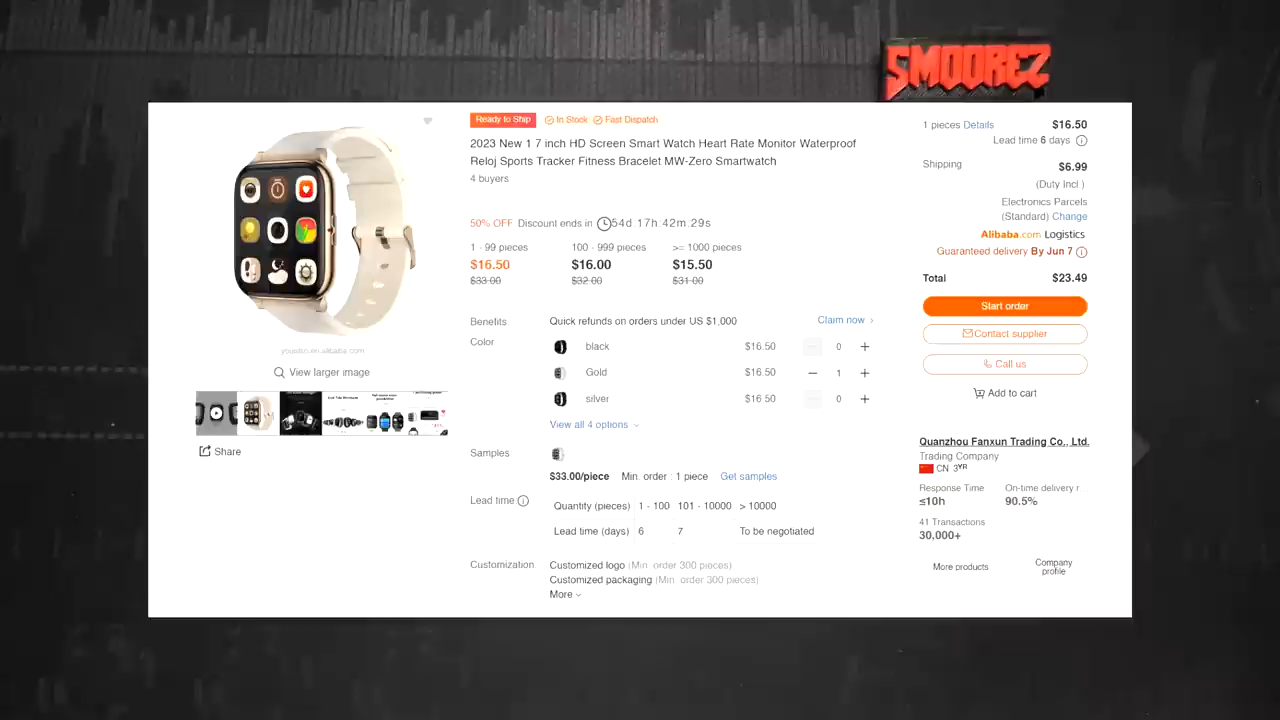 SMOOREZ
Ready to Ship In Stock Fast Dispatch
2023 New 1 7 inch HD Screen Smart Watch Heart Rate Monitor Waterproof
Reloj Sports Tracker Fitness Bracelet MW-Zero Smartwatch
4 buyers
50% OFF Discount ends in 54d 17h 42m 29s
1 - 99 pieces 100 - 999 pieces >= 1000 pieces
$16.50 $16.00 $15.50
$33.00 $32.00 $31.00
Benefits Quick refunds on orders under US $1,000 Claim now
Color
black $16.50 0
Gold $16.50 1
silver $16 50 0
View all 4 options
Samples
$33.00/piece Min. order : 1 piece Get samples
Lead time
Quantity (pieces) 1 - 100 101 - 10000 > 10000
Lead time (days) 6 7 To be negotiated
Customization Customized logo (Min order 300 pieces)
Customized packaging (Min order 300 pieces)
More
View larger image
Share
1 pieces Details $16.50
Lead time 6 days
Shipping $6.99
(Duty Incl )
Electronics Parcels
(Standard) Change
Alibaba.com Logistics
Guaranteed delivery By Jun 7
Total $23.49
Start order
Contact supplier
Call us
Add to cart
Quanzhou Fanxun Trading Co., Ltd.
Trading Company
CN 3YR
Response Time On-time delivery r
≤10h 90.5%
41 Transactions
30,000+
More products Company
profile